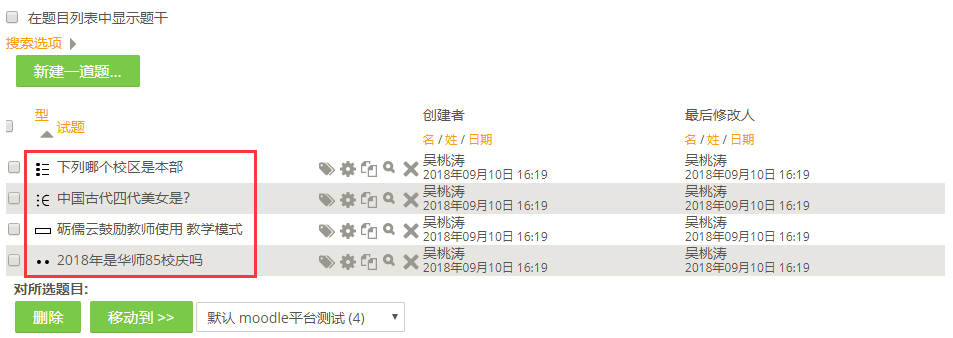 在题目列表中显示题干
搜索选项
新建一道题...
型
试题
创建者
最后修改人
名 / 姓 / 日期
名 / 姓 / 日期
下列哪个校区是本部
吴桃涛
2018年09月10日 16:19
吴桃涛
2018年09月10日 16:19
中国古代四代美女是?
吴桃涛
2018年09月10日 16:19
吴桃涛
2018年09月10日 16:19
砺儒云鼓励教师使用 教学模式
吴桃涛
2018年09月10日 16:19
吴桃涛
2018年09月10日 16:19
2018年是华师85校庆吗
吴桃涛
2018年09月10日 16:19
吴桃涛
2018年09月10日 16:19
对所选题目:
删除
移动到 >>
默认 moodle平台测试 (4)